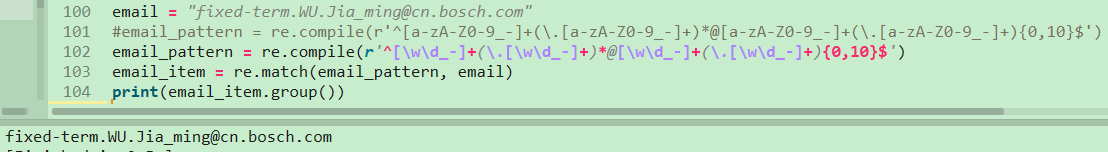 100 email = "fixed-term.WU.Jia_ming@cn.bosch.com"
101 #email_pattern = re.compile(r'^[a-zA-Z0-9_-]+(\.[a-zA-Z0-9_-]+)*@[a-zA-Z0-9_-]+(\.[a-zA-Z0-9_-]+){0,10}$')
102 email_pattern = re.compile(r'^[\w\d_-]+(\.[\w\d_-]+)*@[\w\d_-]+(\.[\w\d_-]+){0,10}$')
103 email_item = re.match(email_pattern, email)
104 print(email_item.group())
fixed-term.WU.Jia_ming@cn.bosch.com